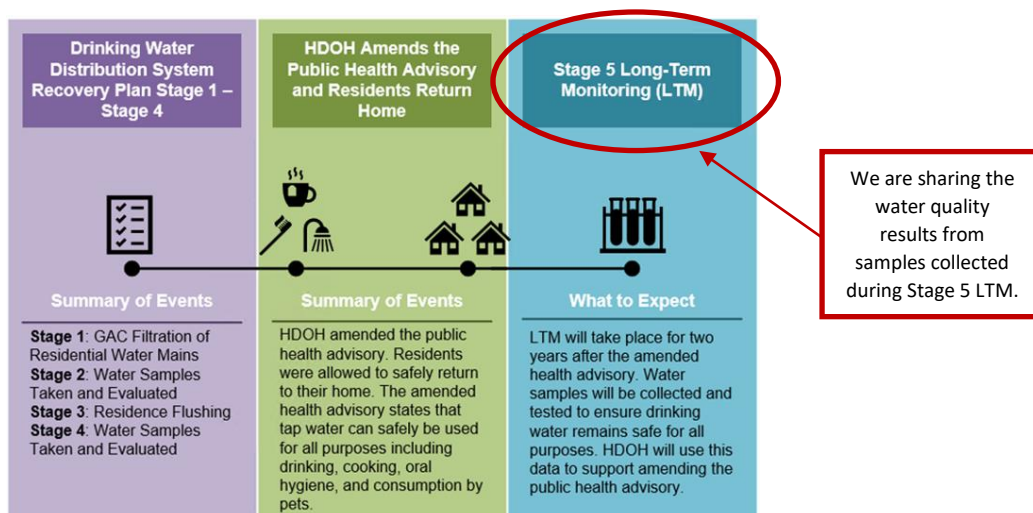 Drinking Water
Distribution System
Recovery Plan Stage 1 –
Stage 4
HDOH Amends the
Public Health Advisory
and Residents Return
Home
Stage 5 Long-Term
Monitoring (LTM)
We are sharing the
water quality
results from
samples collected
during Stage 5 LTM.
Summary of Events
Stage 1: GAC Filtration of
Residential Water Mains
Stage 2: Water Samples
Taken and Evaluated
Stage 3: Residence Flushing
Stage 4: Water Samples
Taken and Evaluated
Summary of Events
HDOH amended the public
health advisory. Residents
were allowed to safely return
to their home. The amended
health advisory states that
tap water can safely be used
for all purposes including
drinking, cooking, oral
hygiene, and consumption by
pets.
What to Expect
LTM will take place for two
years after the amended
health advisory. Water
samples will be collected and
tested to ensure drinking
water remains safe for all
purposes. HDOH will use this
data to support amending the
public health advisory.